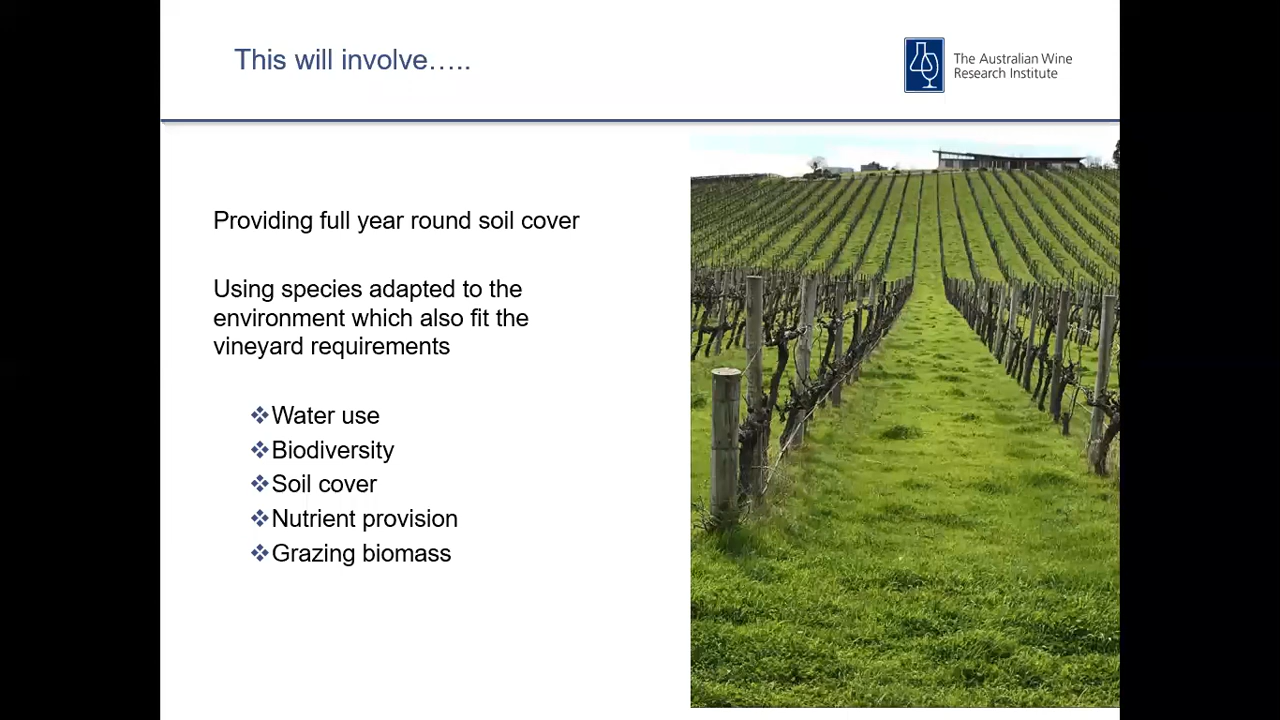 This will involve…..
The Australian Wine
Research Institute
Providing full year round soil cover
Using species adapted to the
environment which also fit the
vineyard requirements
❖Water use
❖Biodiversity
❖Soil cover
❖Nutrient provision
❖Grazing biomass